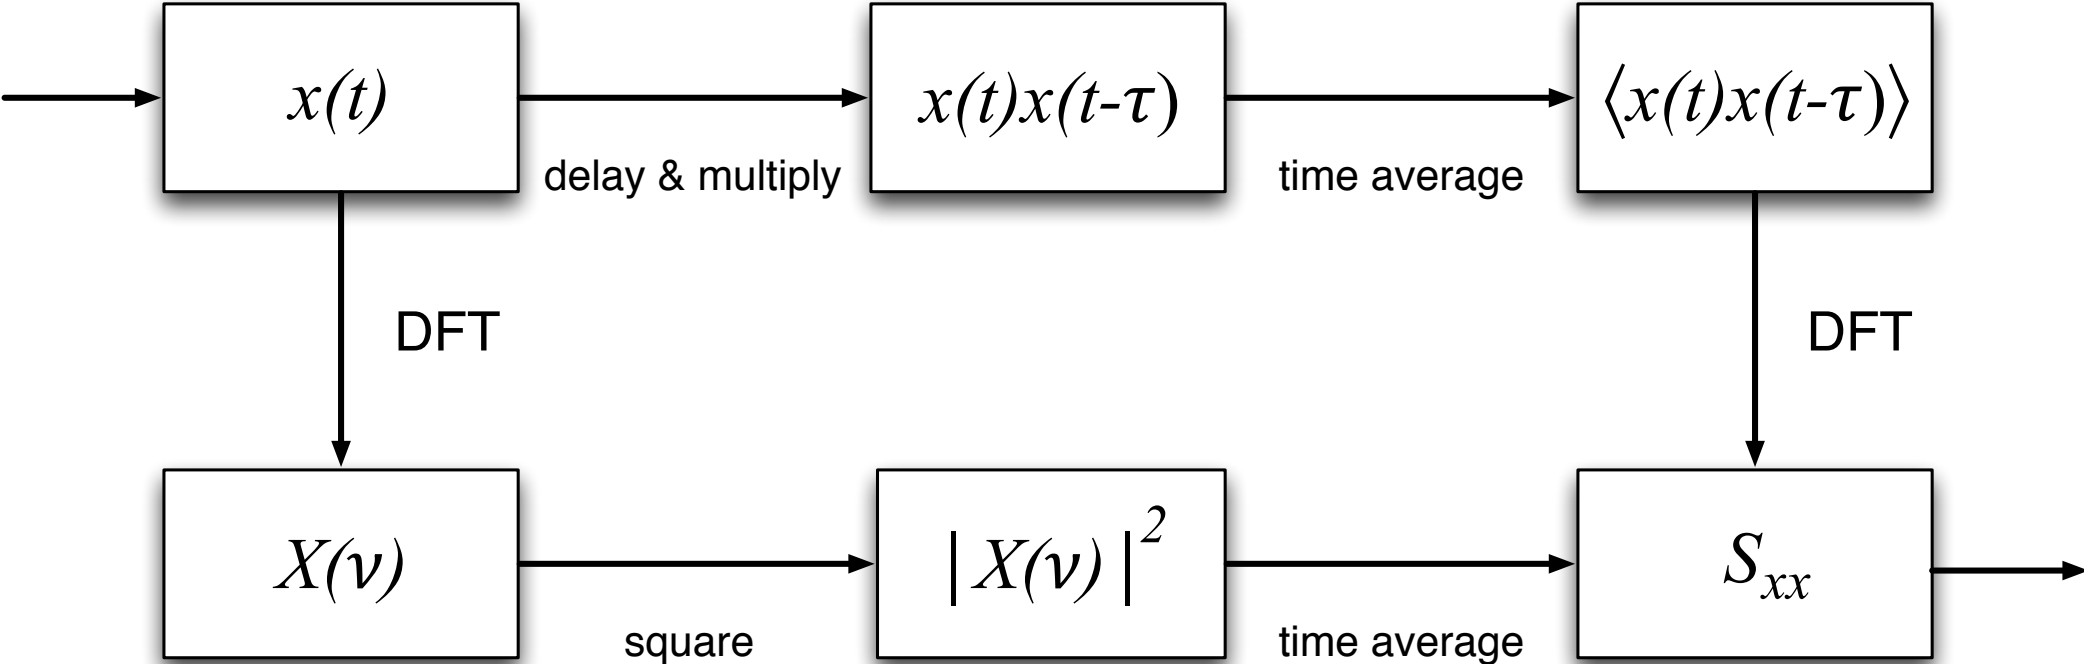 x(t)
x(t)x(t-τ)
⟨x(t)x(t-τ)⟩
delay & multiply
time average
DFT
DFT
X(ν)
|X(ν)|²
Sₓₓ
square
time average